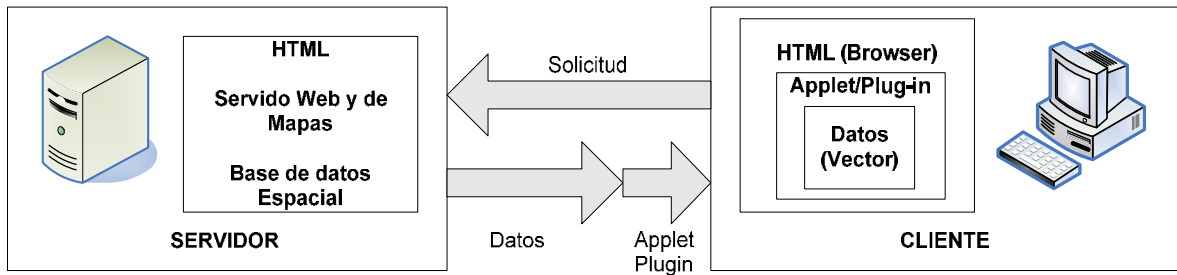 HTML
Servido Web y de
Mapas
Base de datos
Espacial
SERVIDOR
Solicitud
Datos
Applet
Plugin
HTML (Browser)
Applet/Plug-in
Datos
(Vector)
CLIENTE